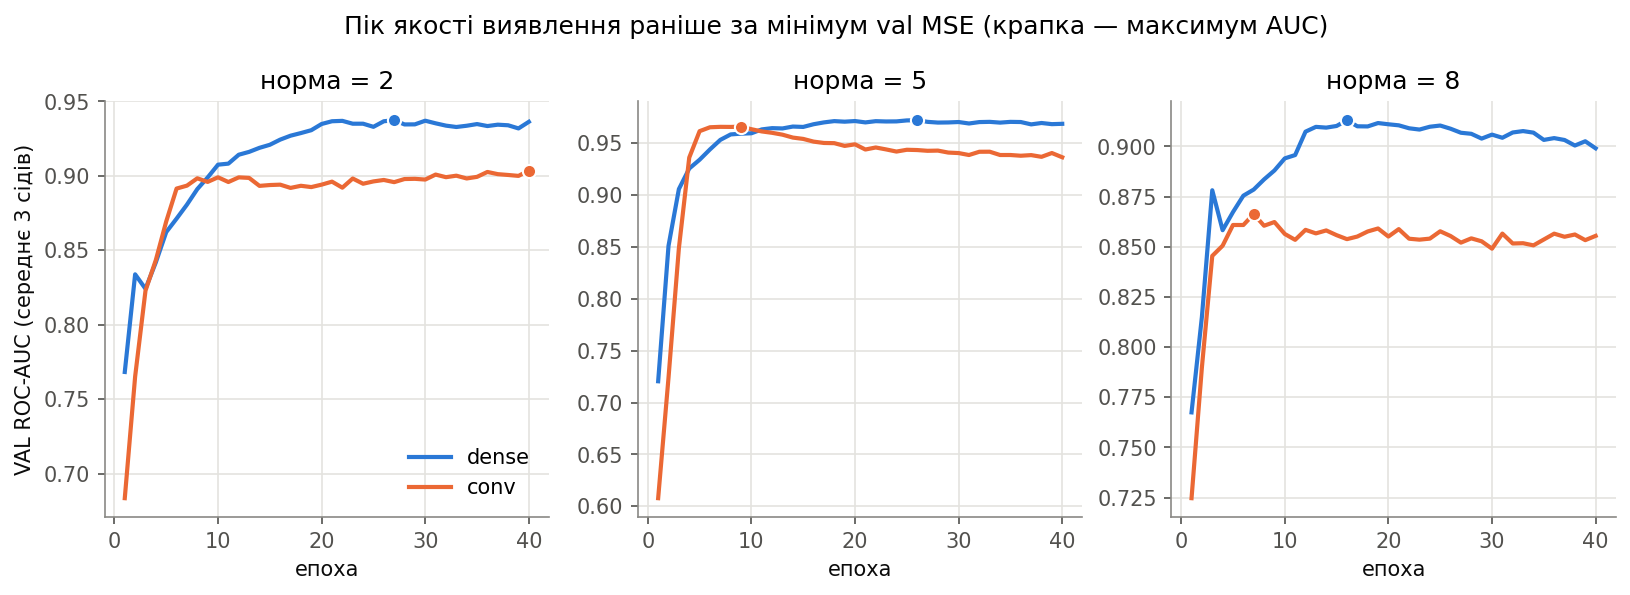 Пік якості виявлення раніше за мінімум val MSE (крапка — максимум AUC)
норма = 2
0.95
0.90
0.85
0.80
0.75
0.70
VAL ROC-AUC (середнє 3 сідів)
dense
conv
0 10 20 30 40
епоха
норма = 5
0.95
0.90
0.85
0.80
0.75
0.70
0.65
0.60
0 10 20 30 40
епоха
норма = 8
0.900
0.875
0.850
0.825
0.800
0.775
0.750
0.725
0 10 20 30 40
епоха